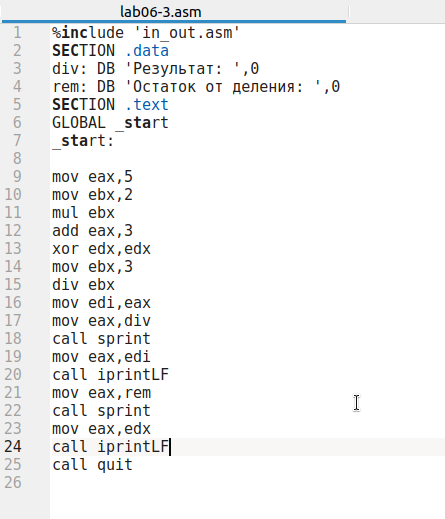 lab06-3.asm
1 %include 'in_out.asm'
2 SECTION .data
3 div: DB 'Результат: ',0
4 rem: DB 'Остаток от деления: ',0
5 SECTION .text
6 GLOBAL _start
7 _start:
8
9 mov eax,5
10 mov ebx,2
11 mul ebx
12 add eax,3
13 xor edx,edx
14 mov ebx,3
15 div ebx
16 mov edi,eax
17 mov eax,div
18 call sprint
19 mov eax,edi
20 call iprintLF
21 mov eax,rem
22 call sprint
23 mov eax,edx
24 call iprintLF
25 call quit
26